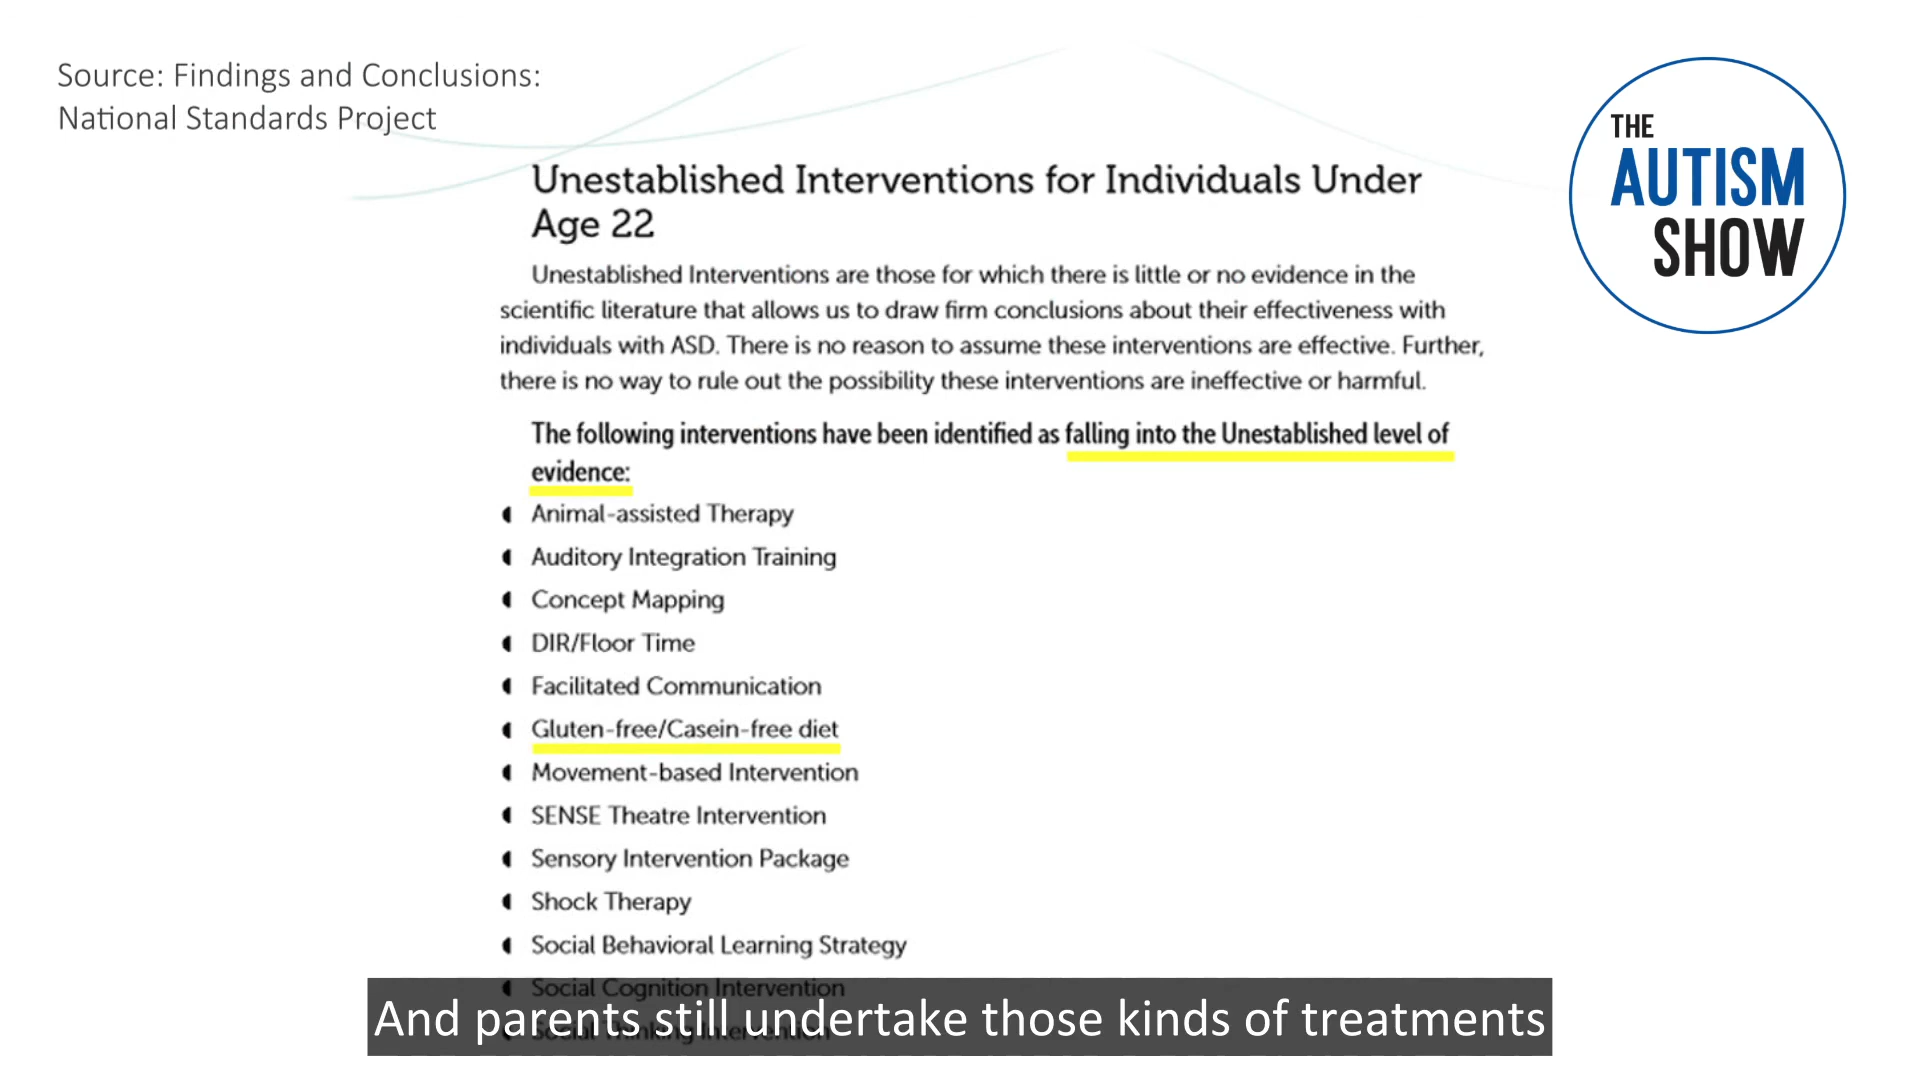 Source: Findings and Conclusions:
National Standards Project
THE
AUTISM
SHOW
Unestablished Interventions for Individuals Under
Age 22
Unestablished Interventions are those for which there is little or no evidence in the
scientific literature that allows us to draw firm conclusions about their effectiveness with
individuals with ASD. There is no reason to assume these interventions are effective. Further,
there is no way to rule out the possibility these interventions are ineffective or harmful.
The following interventions have been identified as falling into the Unestablished level of
evidence:
Animal-assisted Therapy
Auditory Integration Training
Concept Mapping
DIR/Floor Time
Facilitated Communication
Gluten-free/Casein-free diet
Movement-based Intervention
SENSE Theatre Intervention
Sensory Intervention Package
Shock Therapy
Social Behavioral Learning Strategy
Social Cognition Intervention
Social Thinking Intervention
And parents still undertake those kinds of treatments